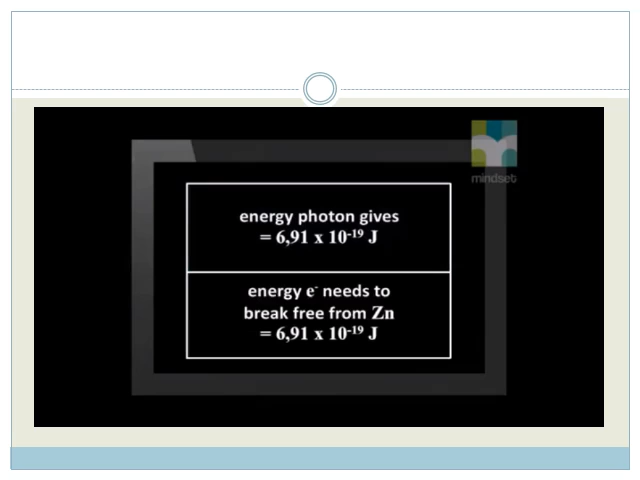 mindset
energy photon gives
= 6,91 x 10⁻¹⁹ J
energy e⁻ needs to
break free from Zn
= 6,91 x 10⁻¹⁹ J